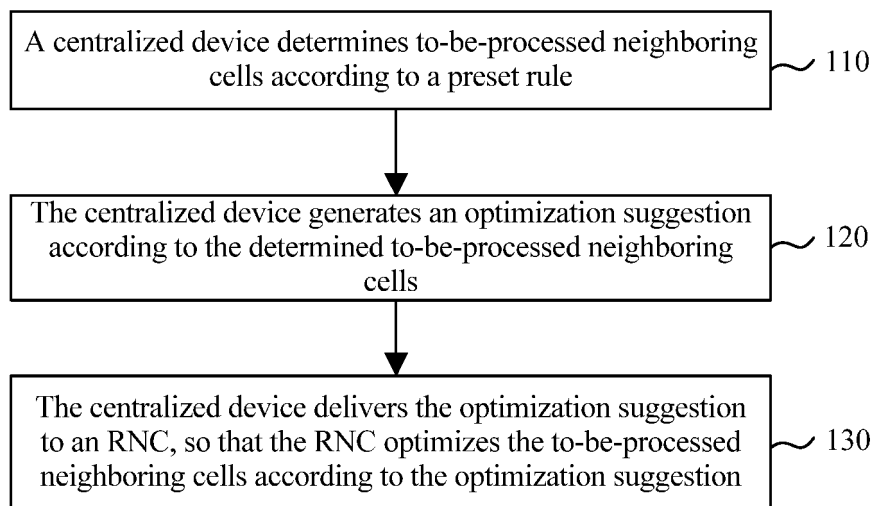 A centralized device determines to-be-processed neighboring
cells according to a preset rule
110
The centralized device generates an optimization suggestion
according to the determined to-be-processed neighboring
cells
120
The centralized device delivers the optimization suggestion
to an RNC, so that the RNC optimizes the to-be-processed
neighboring cells according to the optimization suggestion
130